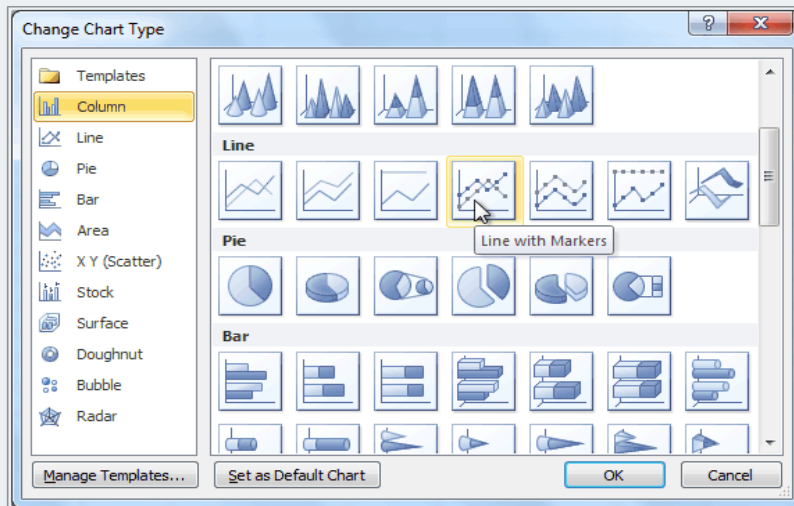 Change Chart Type
Templates
Column
Line
Pie
Bar
Area
X Y (Scatter)
Stock
Surface
Doughnut
Bubble
Radar
Line
Line with Markers
Pie
Bar
Manage Templates...
Set as Default Chart
OK
Cancel